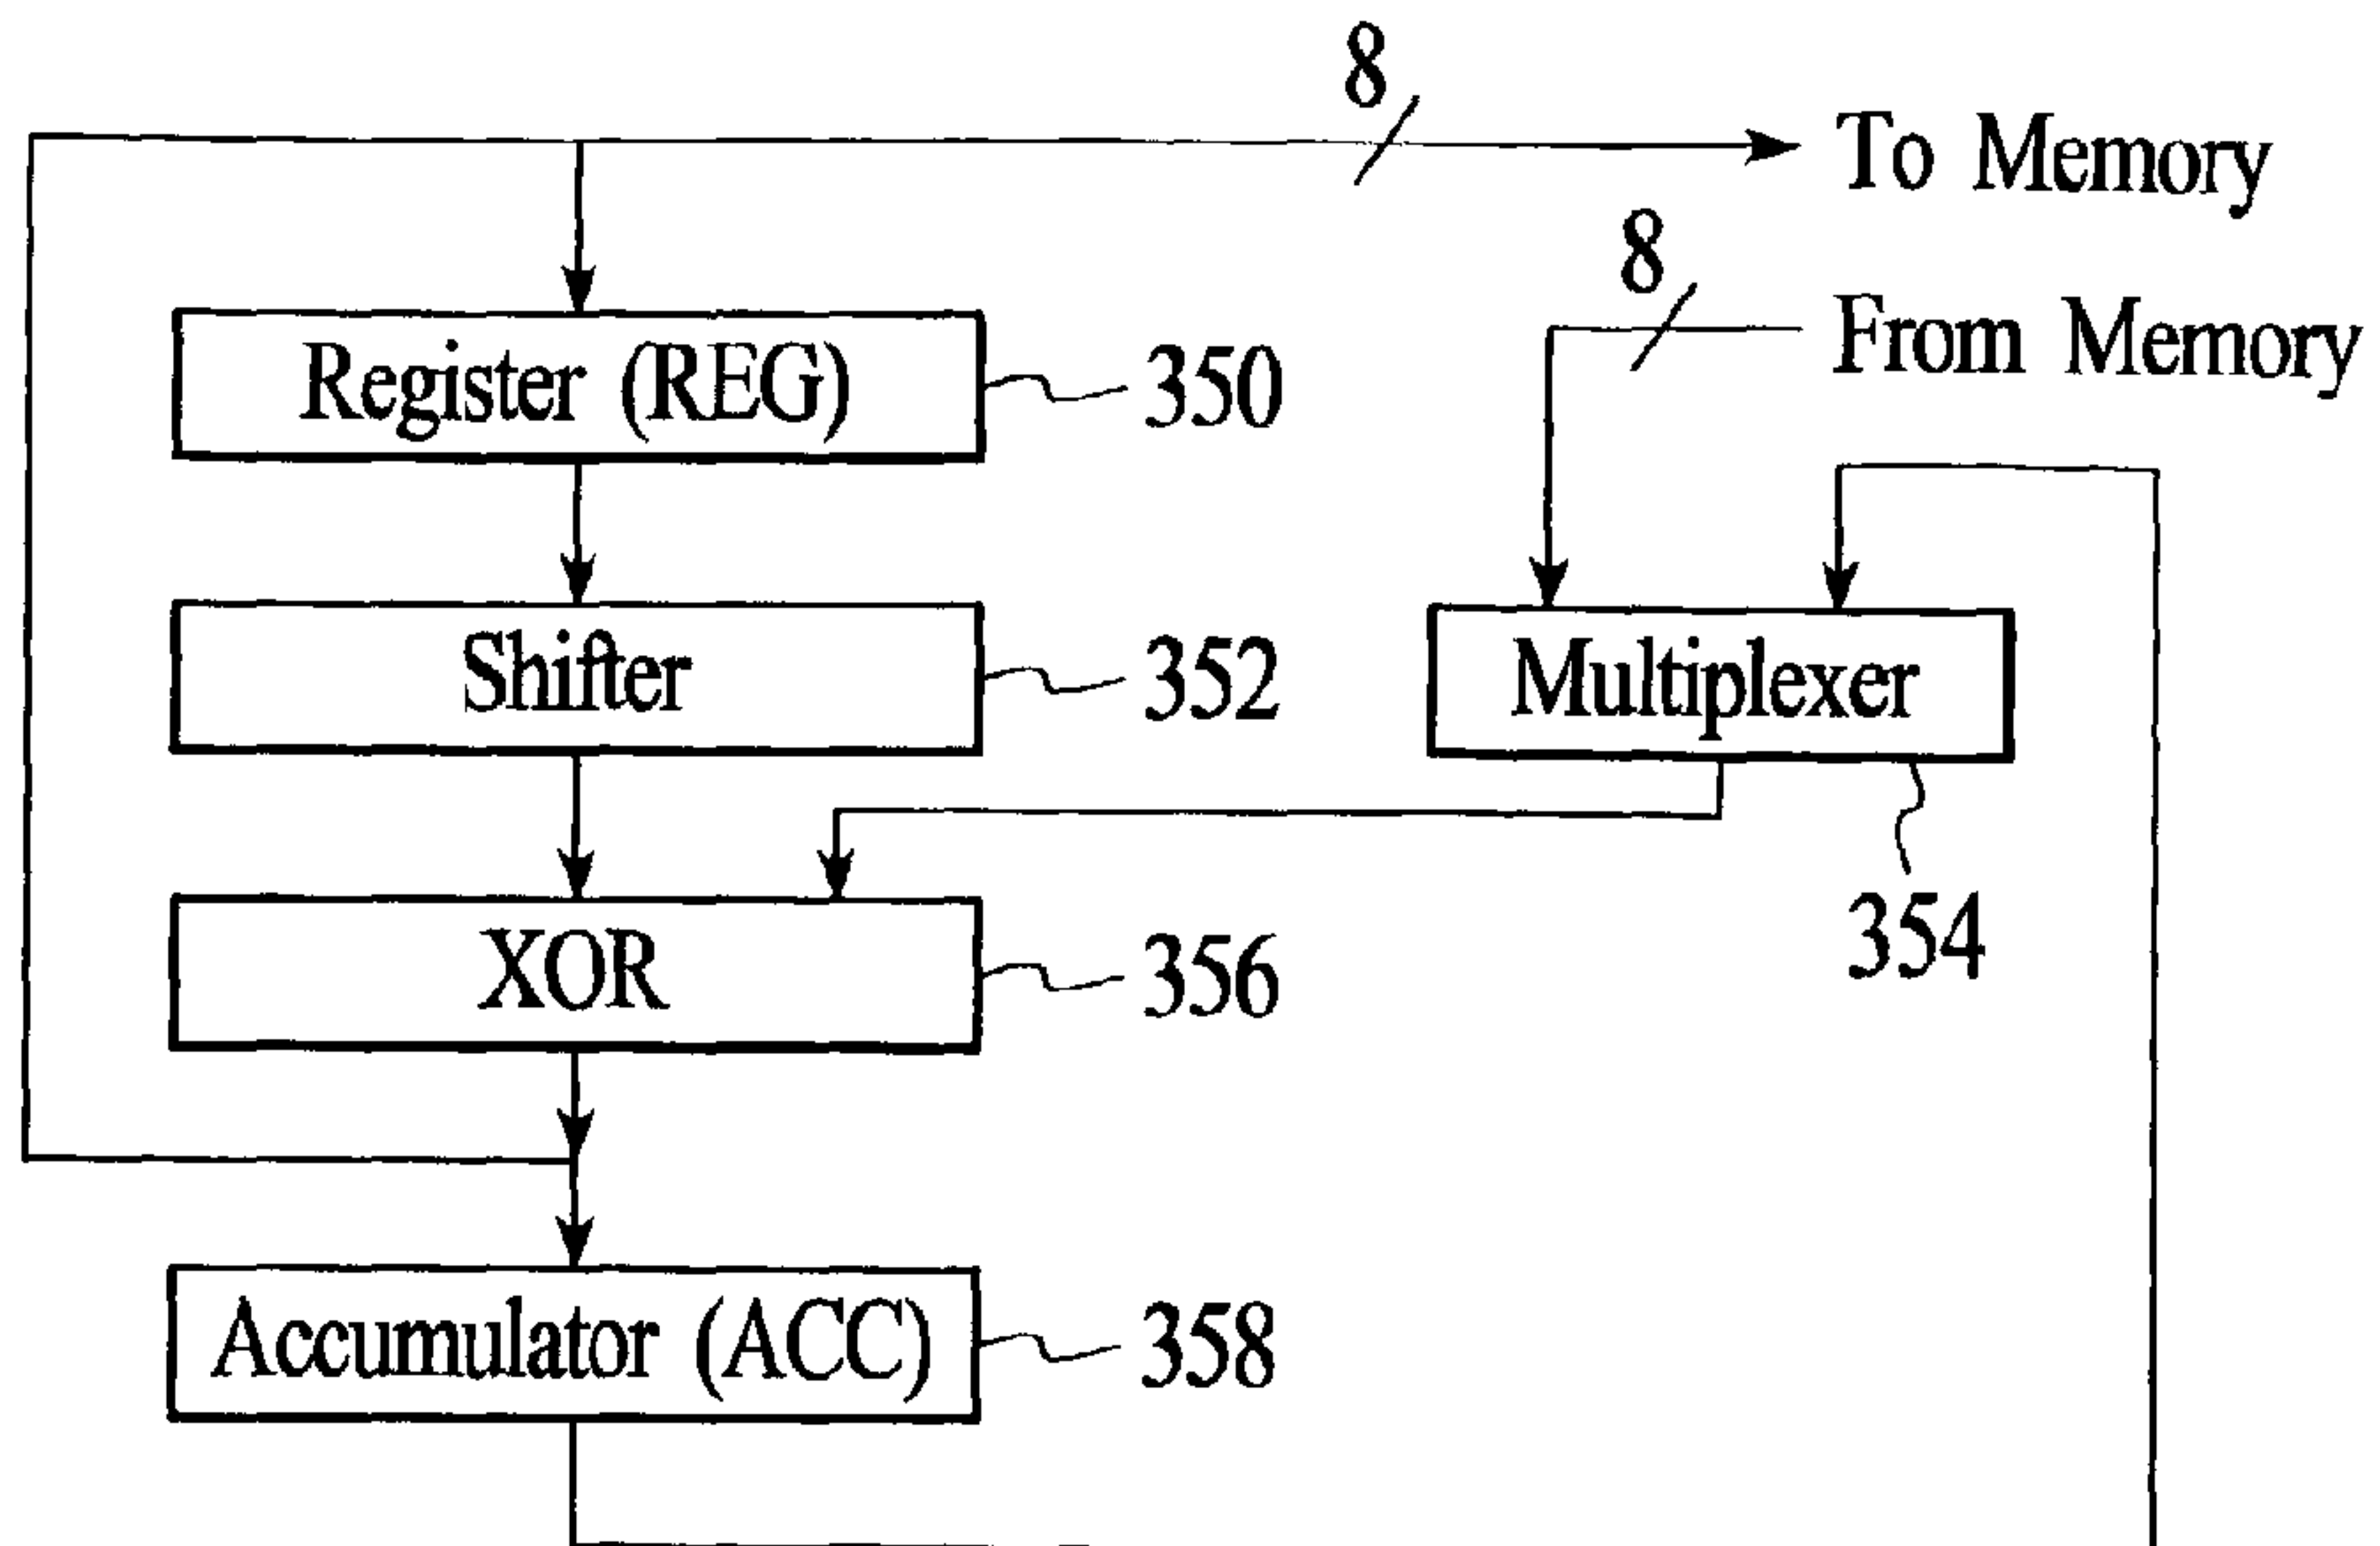 8
To Memory
8
From Memory
Register (REG)
350
Shifter
352
Multiplexer
354
XOR
356
Accumulator (ACC)
358